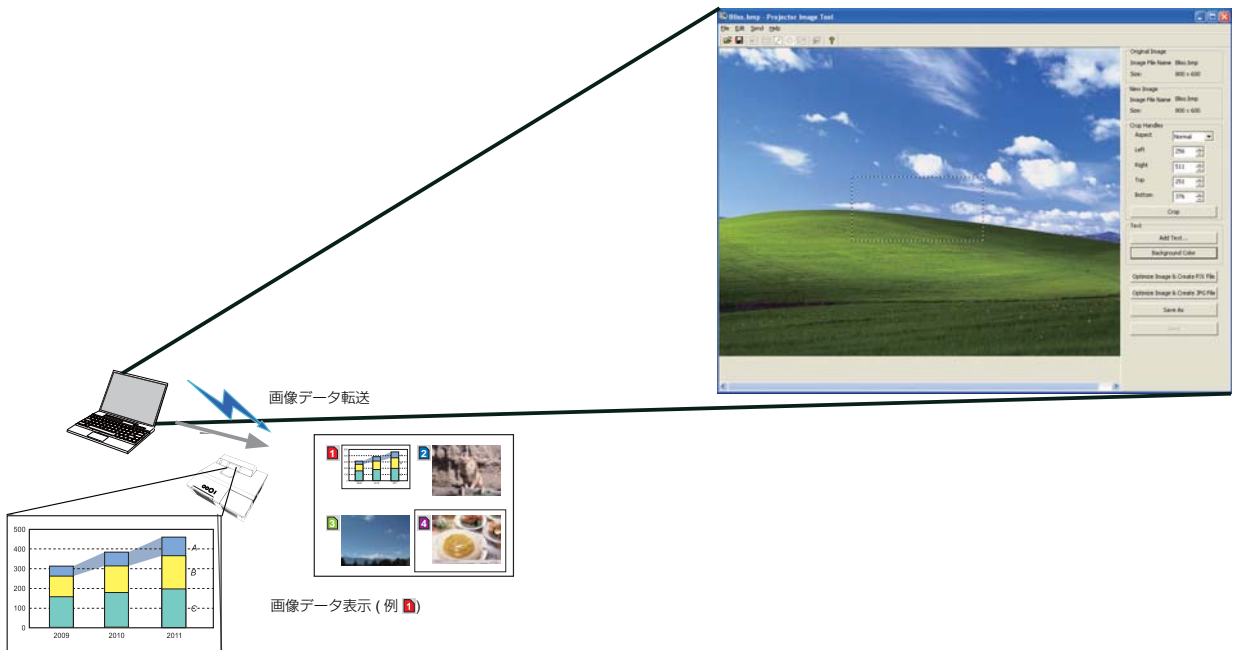 Bliss.bmp - Projector Image Tool
File Edit Send Help
Original Image
Image File Name Bliss.bmp
Size: 800 x 600
New Image
Image File Name Bliss.bmp
Size: 800 x 600
Crop Handles
Aspect Normal
Left 256
Right 511
Top 251
Bottom 376
Crop
Text
Add Text...
Background Color
Optimize Image & Create PJX File
Optimize Image & Create JPG File
Save As
Send
画像データ転送
1
2
3
4
500
400
300
200
100
0
A
B
C
2009 2010 2011
画像データ表示 ( 例 1)